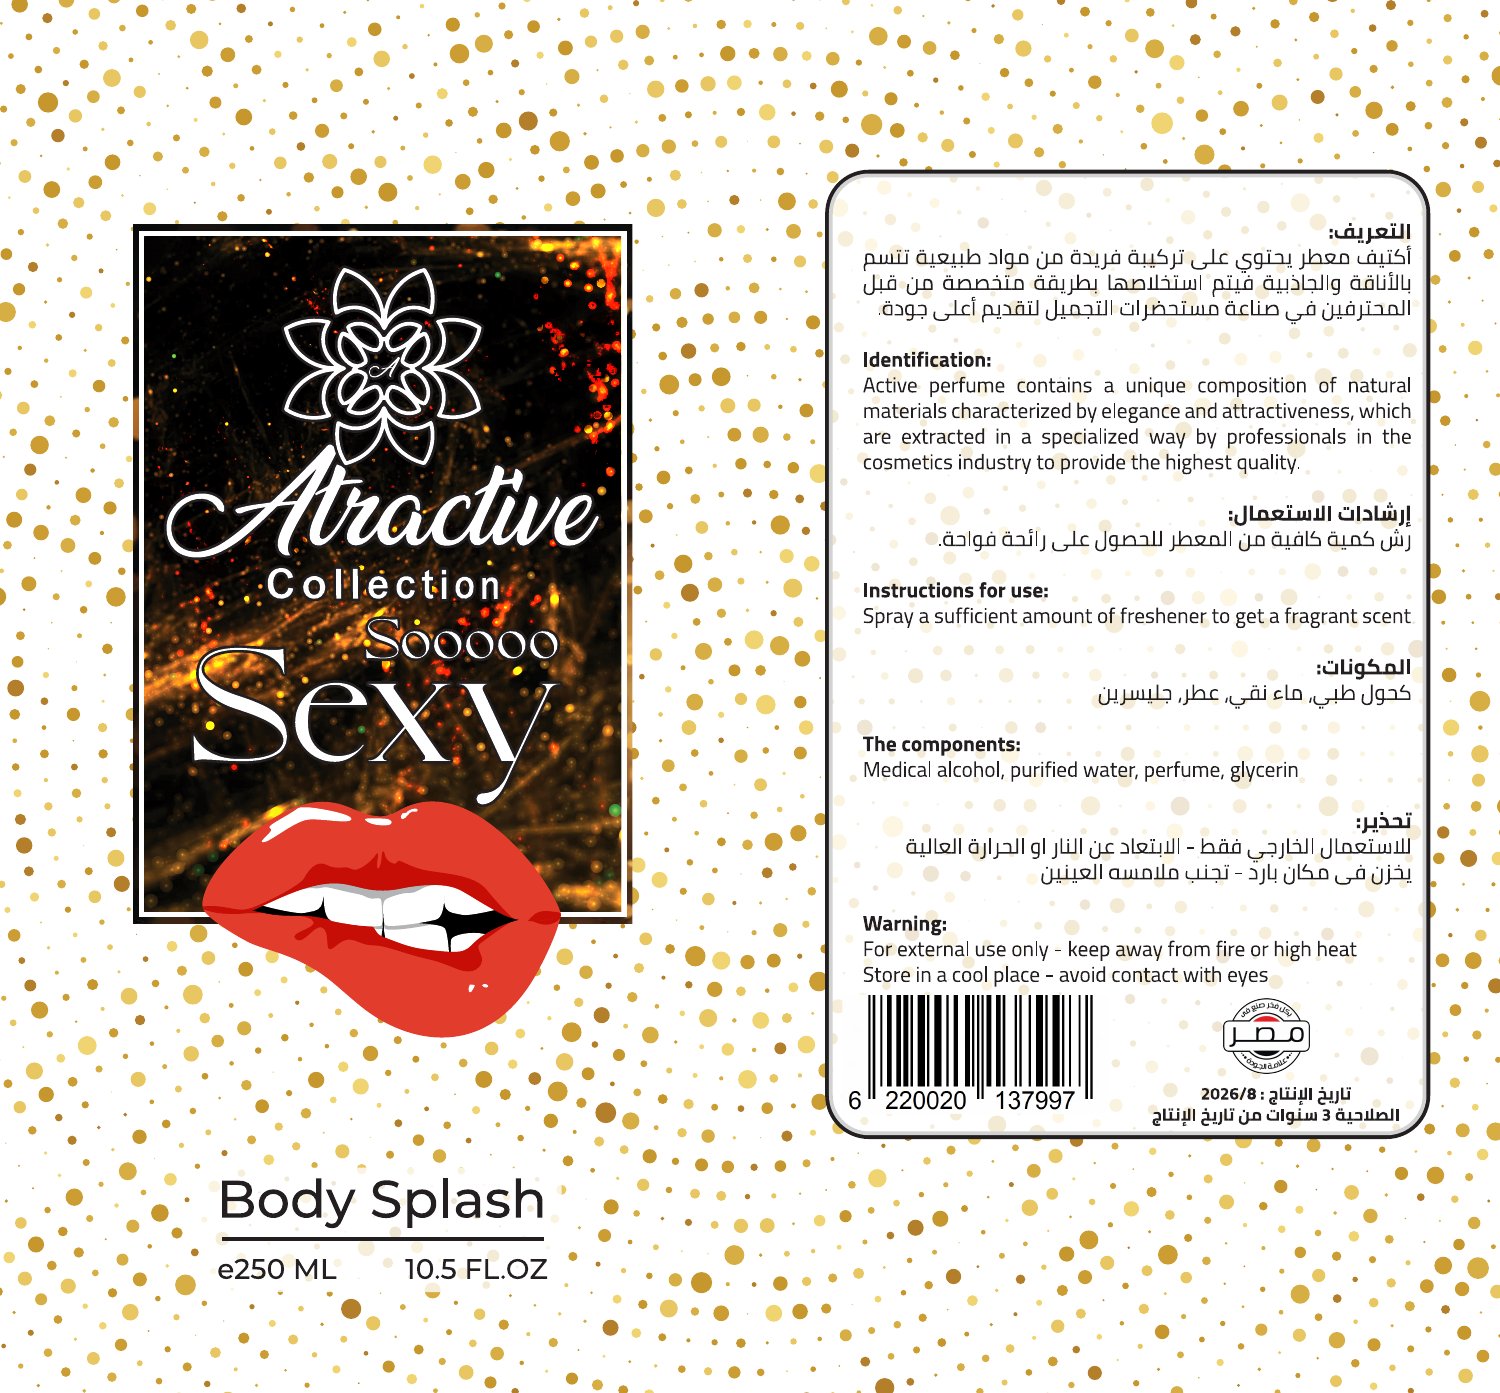 A
Atractive
Collection
Sooooo
Sexy
Body Splash
e250 ML 10.5 FL.OZ
التعريف:
أكتيف معطر يحتوي على تركيبة فريدة من مواد طبيعية تتسم
بالأناقة والجاذبية فيتم استخلاصها بطريقة متخصصة من قبل
المحترفين في صناعة مستحضرات التجميل لتقديم أعلى جودة.
Identification:
Active perfume contains a unique composition of natural
materials characterized by elegance and attractiveness, which
are extracted in a specialized way by professionals in the
cosmetics industry to provide the highest quality.
إرشادات الاستعمال:
رش كمية كافية من المعطر للحصول على رائحة فواحة.
Instructions for use:
Spray a sufficient amount of freshener to get a fragrant scent
المكونات:
كحول طبي, ماء نقي, عطر, جليسرين
The components:
Medical alcohol, purified water, perfume, glycerin
تحذير:
للاستعمال الخارجي فقط - الابتعاد عن النار او الحرارة العالية
يخزن فى مكان بارد - تجنب ملامسه العينين
Warning:
For external use only - keep away from fire or high heat
Store in a cool place - avoid contact with eyes
6 220020 137997
بكل فخر صنع فى
مصر
علامة الجودة
تاريخ الإنتاج : 2026/8
الصلاحية 3 سنوات من تاريخ الإنتاج